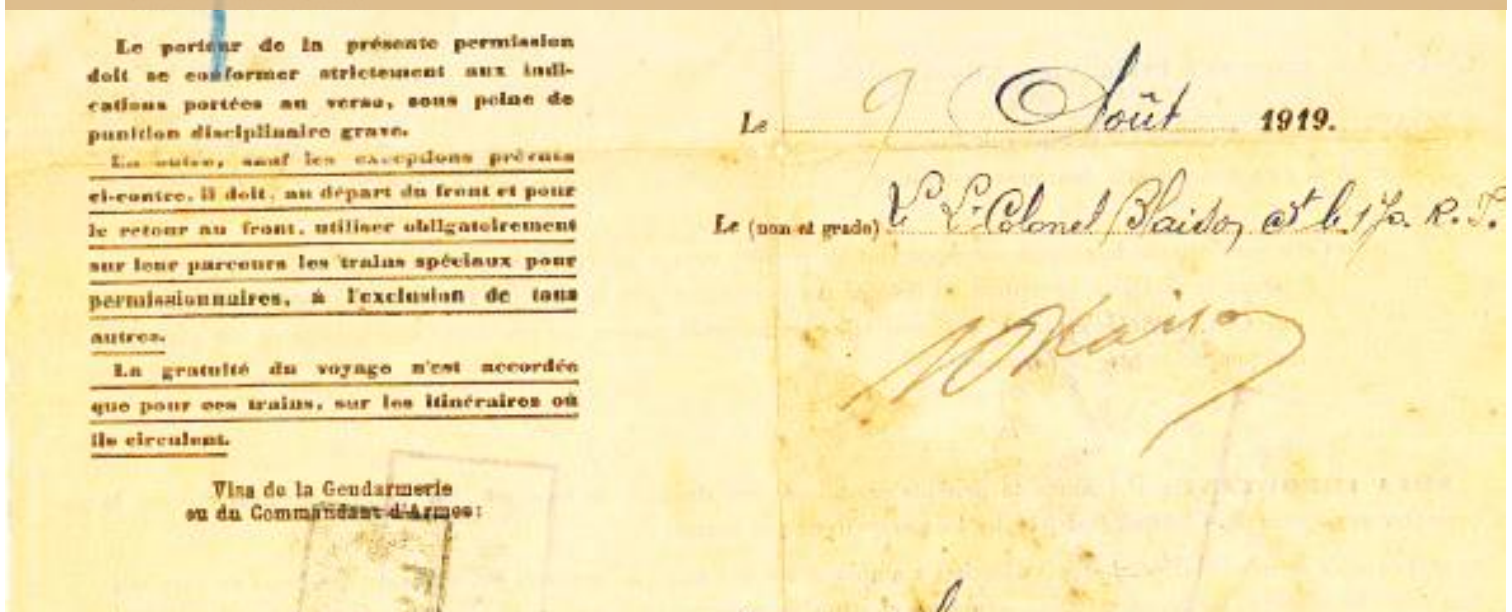 Le porteur de la présente permission
doit se conformer strictement aux indi-
cations portées au verso, sous peine de
punition disciplinaire grave.
En outre, sauf les exceptions prévues
ci-contre, il doit, au départ du front et pour
le retour au front, utiliser obligatoirement
sur leur parcours les trains spéciaux pour
permissionnaires, à l'exclusion de tous
autres.
La gratuité du voyage n'est accordée
que pour ces trains, sur les itinéraires où
ils circulent.
Visa de la Gendarmerie
ou du Commandant d'Armes:
Le 9 Août 1919.
Le (nom et grade) Lt Colonel Blaison
Blaison